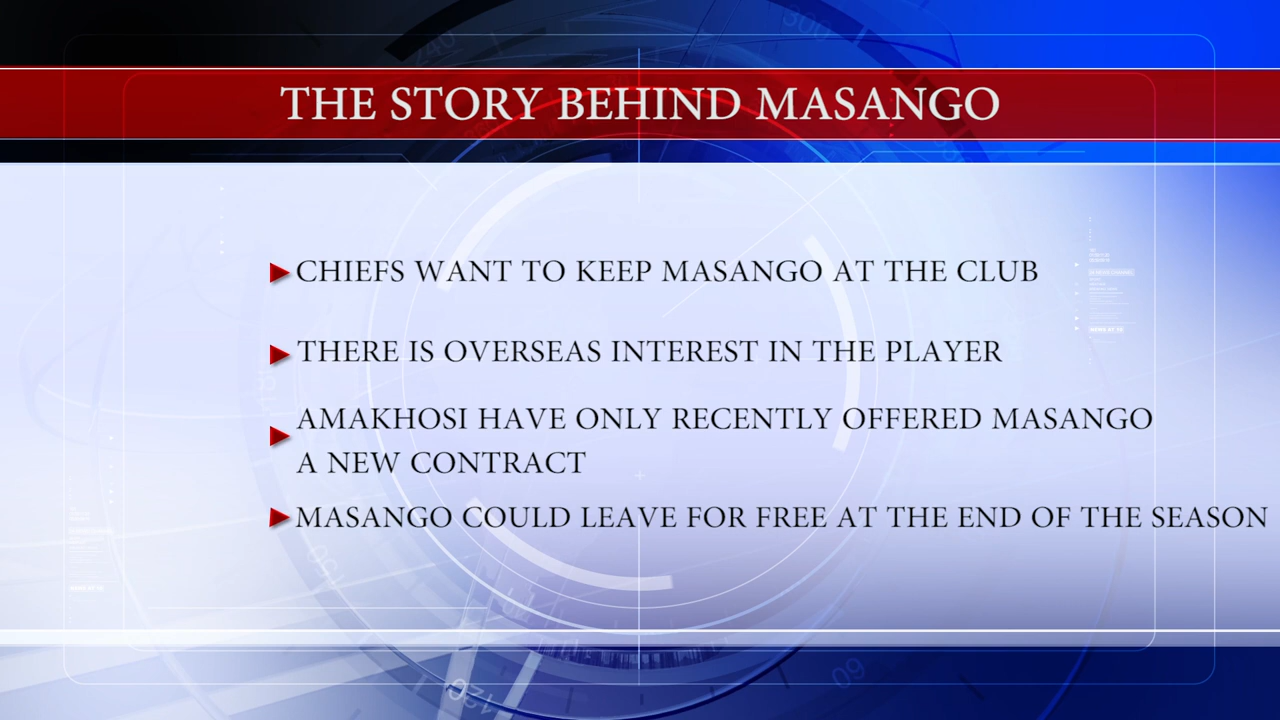 THE STORY BEHIND MASANGO
CHIEFS WANT TO KEEP MASANGO AT THE CLUB
THERE IS OVERSEAS INTEREST IN THE PLAYER
AMAKHOSI HAVE ONLY RECENTLY OFFERED MASANGO
A NEW CONTRACT
MASANGO COULD LEAVE FOR FREE AT THE END OF THE SEASON